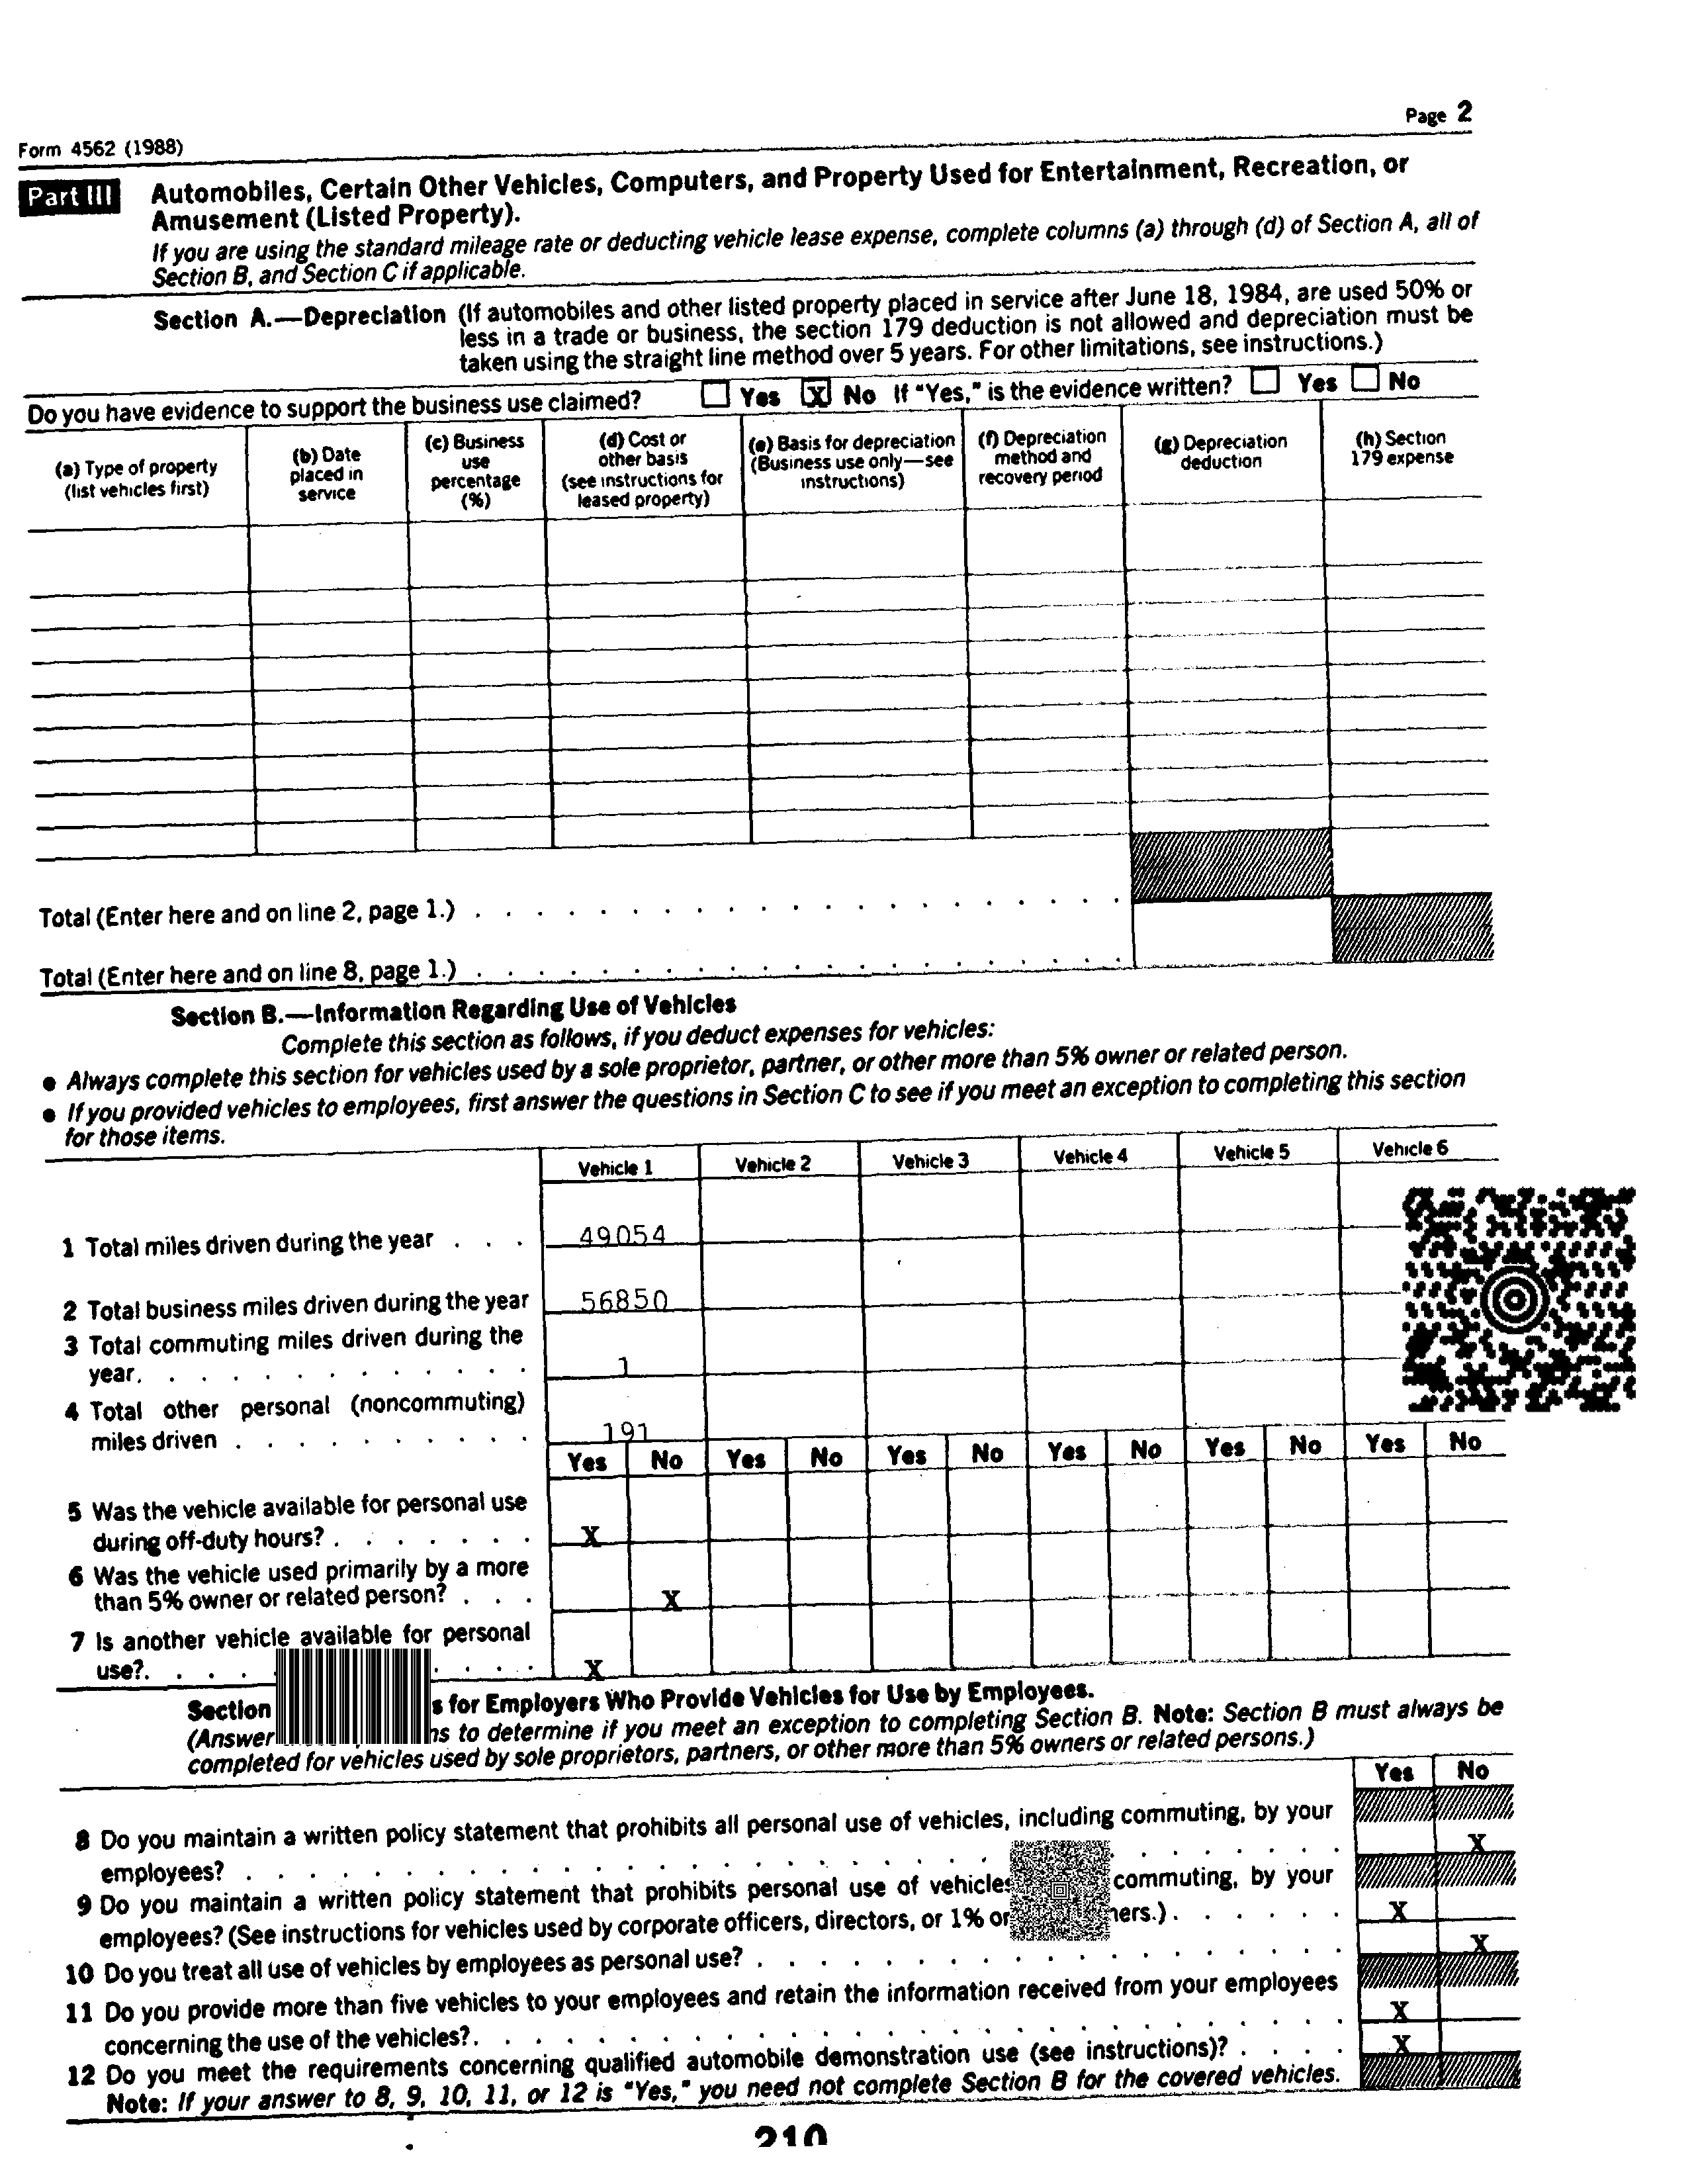 Page 2
Form 4562 (1988)
Part III Automobiles, Certain Other Vehicles, Computers, and Property Used for Entertainment, Recreation, or
Amusement (Listed Property).
If you are using the standard mileage rate or deducting vehicle lease expense, complete columns (a) through (d) of Section A, all of
Section B, and Section C if applicable.
Section A.—Depreciation (If automobiles and other listed property placed in service after June 18, 1984, are used 50% or
less in a trade or business, the section 179 deduction is not allowed and depreciation must be
taken using the straight line method over 5 years. For other limitations, see instructions.)
Do you have evidence to support the business use claimed? Yes X No If "Yes," is the evidence written? Yes No
(a) Type of property
(list vehicles first)
(b) Date
placed in
service
(c) Business
use
percentage
(%)
(d) Cost or
other basis
(see instructions for
leased property)
(e) Basis for depreciation
(Business use only—see
instructions)
(f) Depreciation
method and
recovery period
(g) Depreciation
deduction
(h) Section
179 expense
Total (Enter here and on line 2, page 1.) . . . . . . . . . . . . . . . . . . . . .
Total (Enter here and on line 8, page 1.) . . . . . . . . . . . . . . . . . . . . .
Section B.—Information Regarding Use of Vehicles
Complete this section as follows, if you deduct expenses for vehicles:
● Always complete this section for vehicles used by a sole proprietor, partner, or other more than 5% owner or related person.
● If you provided vehicles to employees, first answer the questions in Section C to see if you meet an exception to completing this section
for those items.
Vehicle 1 Vehicle 2 Vehicle 3 Vehicle 4 Vehicle 5 Vehicle 6
1 Total miles driven during the year . . . 49054
2 Total business miles driven during the year 56850
3 Total commuting miles driven during the
year. . . . . . . . . . . . . 1
4 Total other personal (noncommuting)
miles driven . . . . . . . . . . 191
Yes No Yes No Yes No Yes No Yes No Yes No
5 Was the vehicle available for personal use
during off-duty hours? . . . . . . . X
6 Was the vehicle used primarily by a more
than 5% owner or related person? . . . X
7 Is another vehicle available for personal
use?. . . . . . . . X
Section s for Employers Who Provide Vehicles for Use by Employees.
(Answer ns to determine if you meet an exception to completing Section B. Note: Section B must always be
completed for vehicles used by sole proprietors, partners, or other more than 5% owners or related persons.)
Yes No
8 Do you maintain a written policy statement that prohibits all personal use of vehicles, including commuting, by your
employees? . . . . . . . . . . . . . . . . . . . . . . . . . . . . . . X
9 Do you maintain a written policy statement that prohibits personal use of vehicles commuting, by your
employees? (See instructions for vehicles used by corporate officers, directors, or 1% or ners.) . . . . . . X
10 Do you treat all use of vehicles by employees as personal use? . . . . . . . . . . . . . . . . . . . X
11 Do you provide more than five vehicles to your employees and retain the information received from your employees
concerning the use of the vehicles?. . . . . . . . . . . . . . . . . . . . . . . . . . . . X
12 Do you meet the requirements concerning qualified automobile demonstration use (see instructions)? . . . . X
Note: If your answer to 8, 9, 10, 11, or 12 is "Yes," you need not complete Section B for the covered vehicles.
210